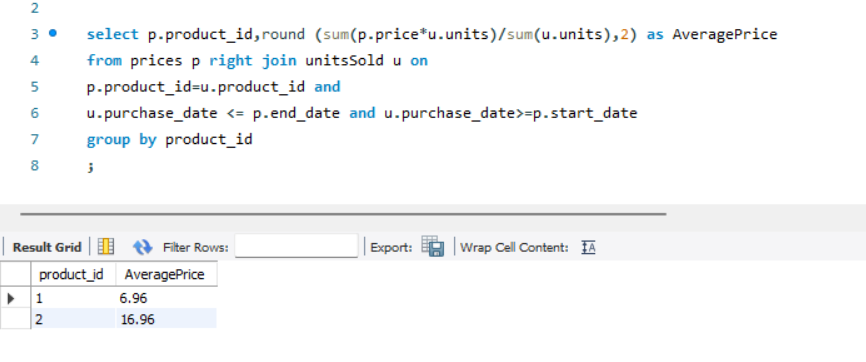 2
3 select p.product_id,round (sum(p.price*u.units)/sum(u.units),2) as AveragePrice
4 from prices p right join unitsSold u on
5 p.product_id=u.product_id and
6 u.purchase_date <= p.end_date and u.purchase_date>=p.start_date
7 group by product_id
8 ;
Result Grid Filter Rows: Export: Wrap Cell Content: IA
product_id AveragePrice
1 6.96
2 16.96